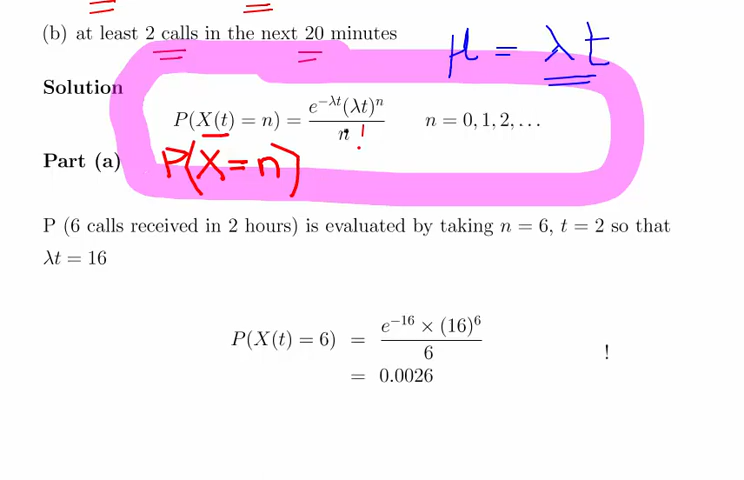 (b) at least 2 calls in the next 20 minutes
μ = λt
Solution
P(X(t) = n) = e^{-λt}(λt)^n / n! n = 0, 1, 2, . . .
Part (a) P(X=n)
P (6 calls received in 2 hours) is evaluated by taking n = 6, t = 2 so that
λt = 16
P(X(t) = 6) = e^{-16} × (16)^6 / 6 !
= 0.0026